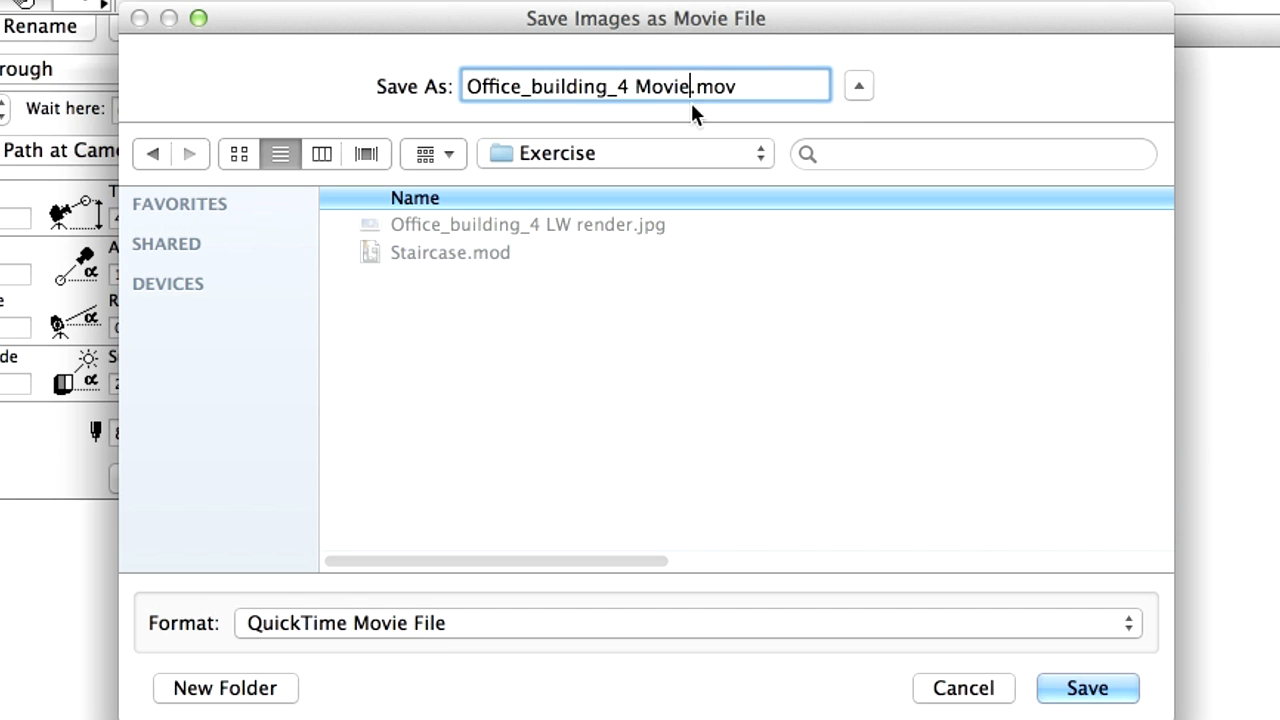 Save Images as Movie File
Rename
Save As: Office_building_4 Movie.mov
rough
Wait here:
Path at Came
Exercise
FAVORITES
SHARED
DEVICES
Name
Office_building_4 LW render.jpg
Staircase.mod
de
Format: QuickTime Movie File
New Folder
Cancel
Save